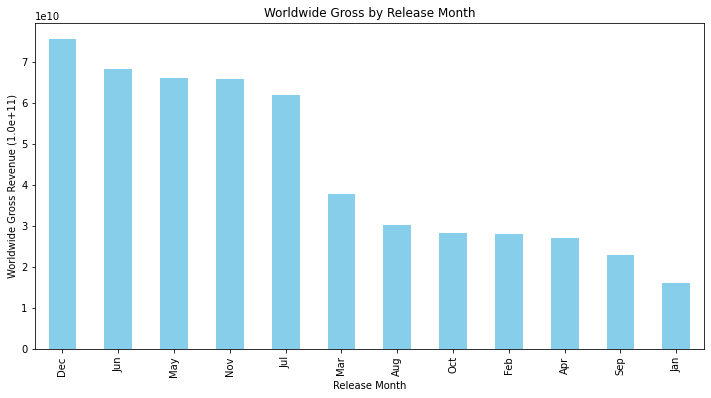 Worldwide Gross by Release Month
1e10
7
6
5
4
3
2
1
0
Worldwide Gross Revenue (1.0e+11)
Dec Jun May Nov Jul Mar Aug Oct Feb Apr Sep Jan
Release Month